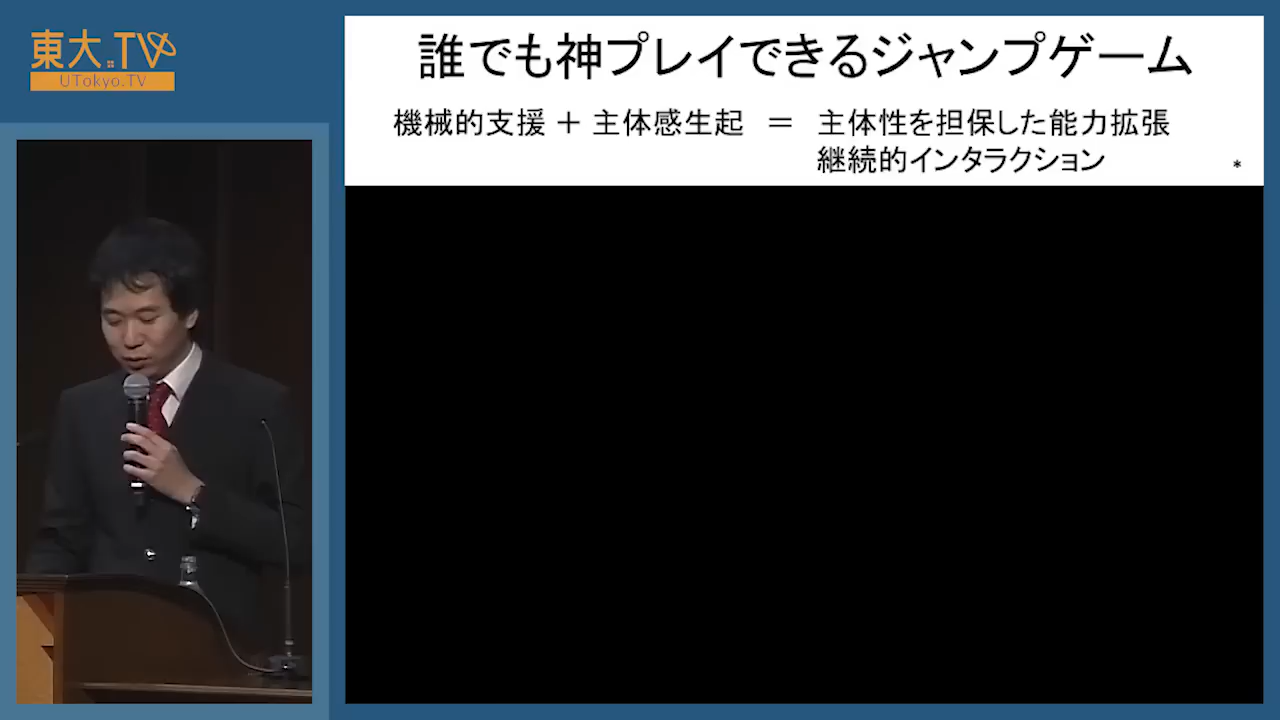 東大.TV
UTokyo.TV
誰でも神プレイできるジャンプゲーム
機械的支援 ＋ 主体感生起 ＝ 主体性を担保した能力拡張
継続的インタラクション
*